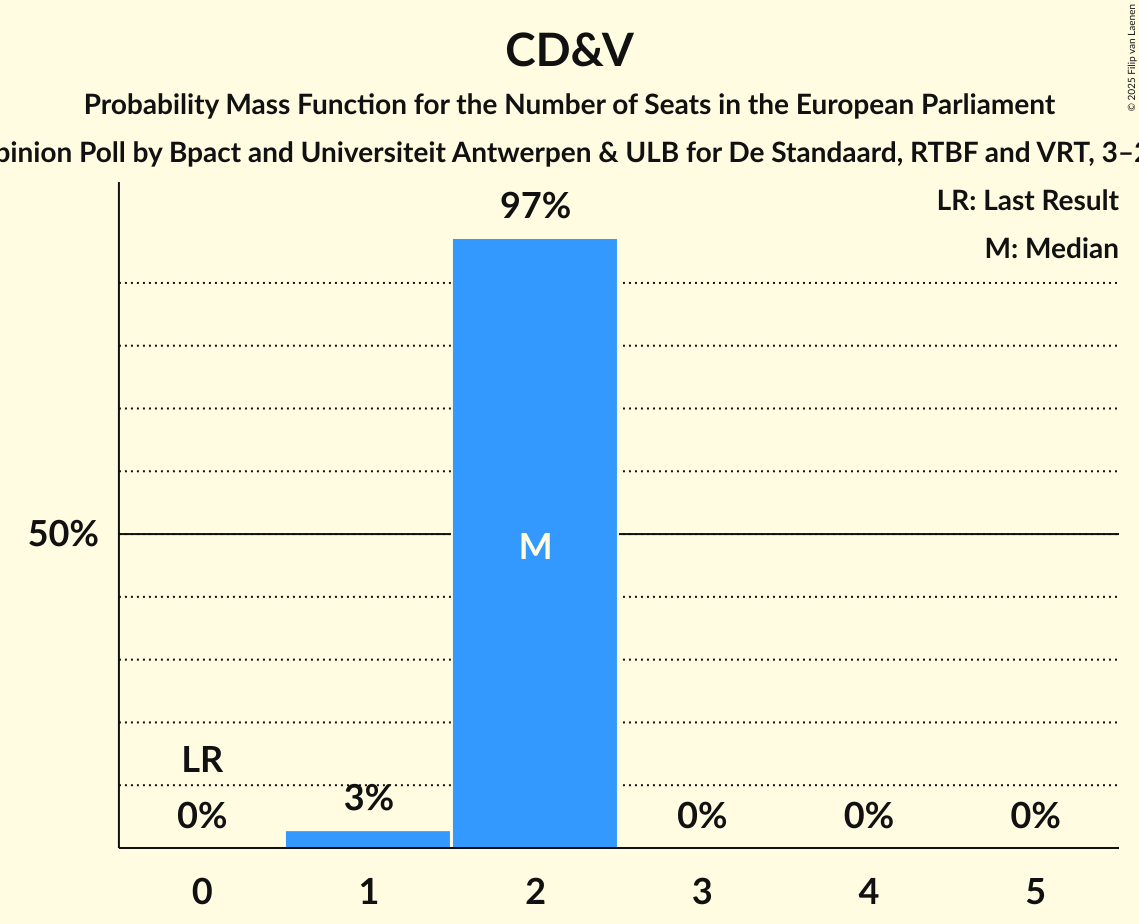 CD&V
Probability Mass Function for the Number of Seats in the European Parliament
pinion Poll by Bpact and Universiteit Antwerpen & ULB for De Standaard, RTBF and VRT, 3–2
© 2025 Filip van Laenen
LR: Last Result
M: Median
97%
50%
M
LR
0%
3%
0%
0%
0%
0 1 2 3 4 5